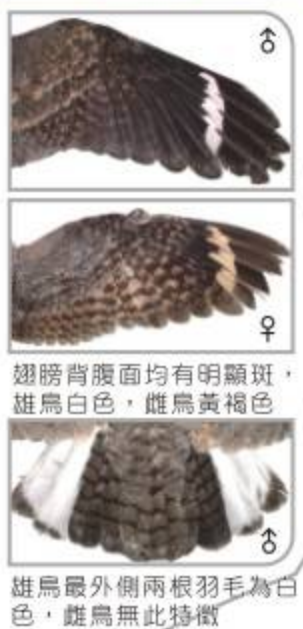 ♂
♀
翅膀背腹面均有明顯斑，
雄鳥白色，雌鳥黃褐色
♂
雄鳥最外側兩根羽毛為白
色，雌鳥無此特徵